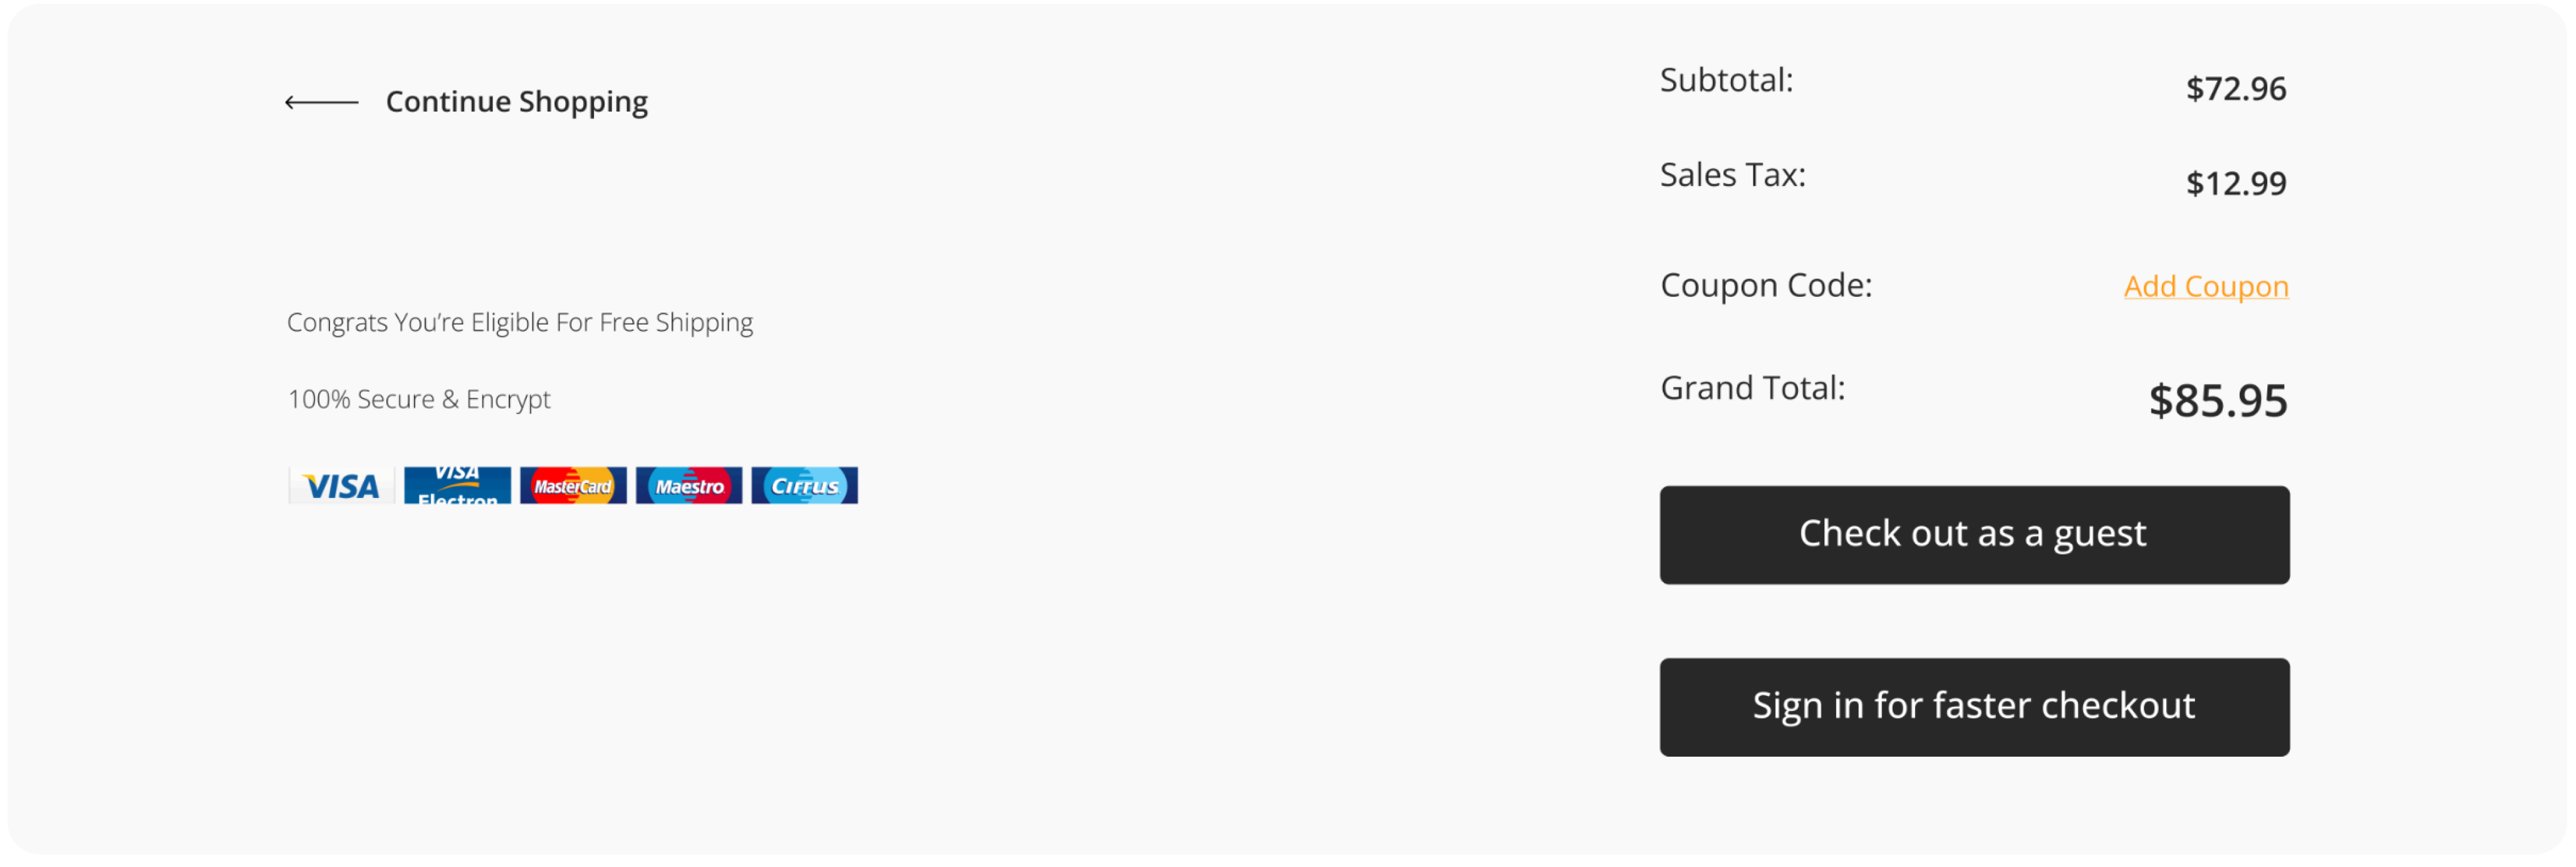 Continue Shopping
Congrats You’re Eligible For Free Shipping
100% Secure & Encrypt
VISA
VISA
Electron
MasterCard
Maestro
Cirrus
Subtotal:
$72.96
Sales Tax:
$12.99
Coupon Code:
Add Coupon
Grand Total:
$85.95
Check out as a guest
Sign in for faster checkout